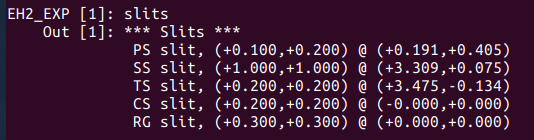 EH2_EXP [1]: slits
Out [1]: *** Slits ***
PS slit, (+0.100,+0.200) @ (+0.191,+0.405)
SS slit, (+1.000,+1.000) @ (+3.309,+0.075)
TS slit, (+0.200,+0.200) @ (+3.475,-0.134)
CS slit, (+0.200,+0.200) @ (-0.000,+0.000)
RG slit, (+0.300,+0.300) @ (+0.000,+0.000)